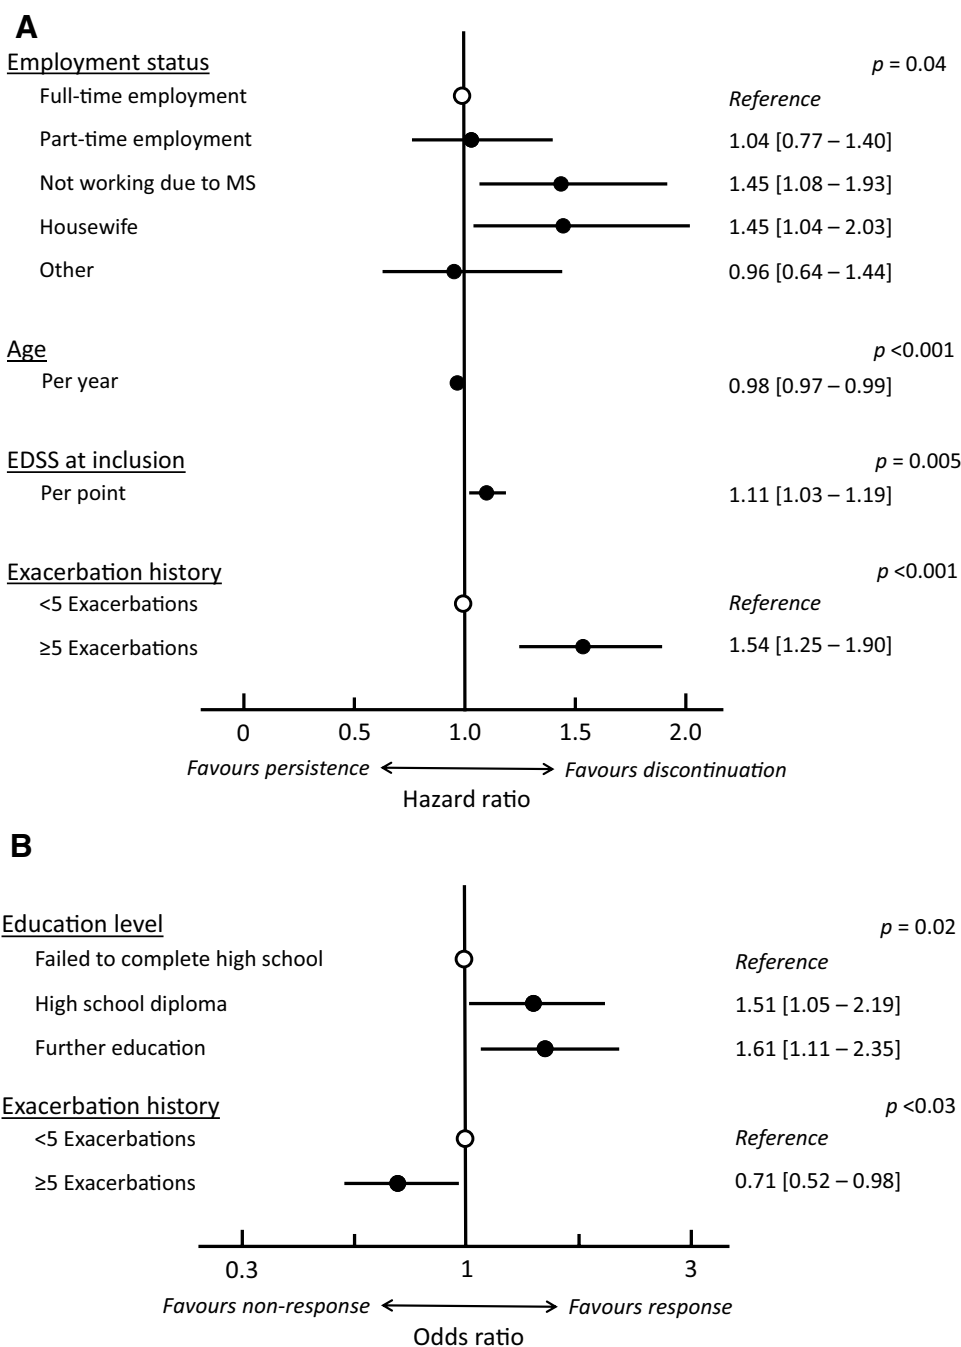 A
Employment status p = 0.04
Full-time employment Reference
Part-time employment 1.04 [0.77 – 1.40]
Not working due to MS 1.45 [1.08 – 1.93]
Housewife 1.45 [1.04 – 2.03]
Other 0.96 [0.64 – 1.44]
Age p <0.001
Per year 0.98 [0.97 – 0.99]
EDSS at inclusion p = 0.005
Per point 1.11 [1.03 – 1.19]
Exacerbation history p <0.001
<5 Exacerbations Reference
≥5 Exacerbations 1.54 [1.25 – 1.90]
0 0.5 1.0 1.5 2.0
Favours persistence Favours discontinuation
Hazard ratio
B
Education level p = 0.02
Failed to complete high school Reference
High school diploma 1.51 [1.05 – 2.19]
Further education 1.61 [1.11 – 2.35]
Exacerbation history p <0.03
<5 Exacerbations Reference
≥5 Exacerbations 0.71 [0.52 – 0.98]
0.3 1 3
Favours non-response Favours response
Odds ratio